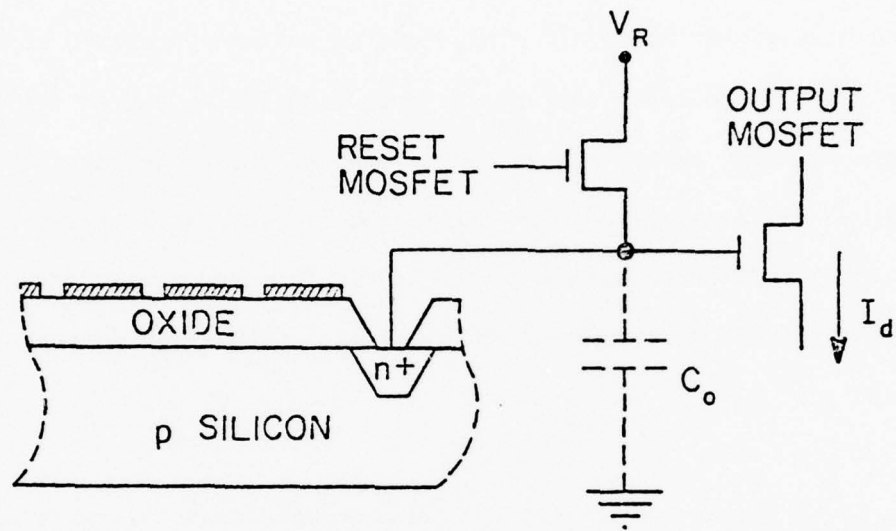 V_R
OUTPUT
MOSFET
RESET
MOSFET
OXIDE
I_d
n+
C_o
p SILICON